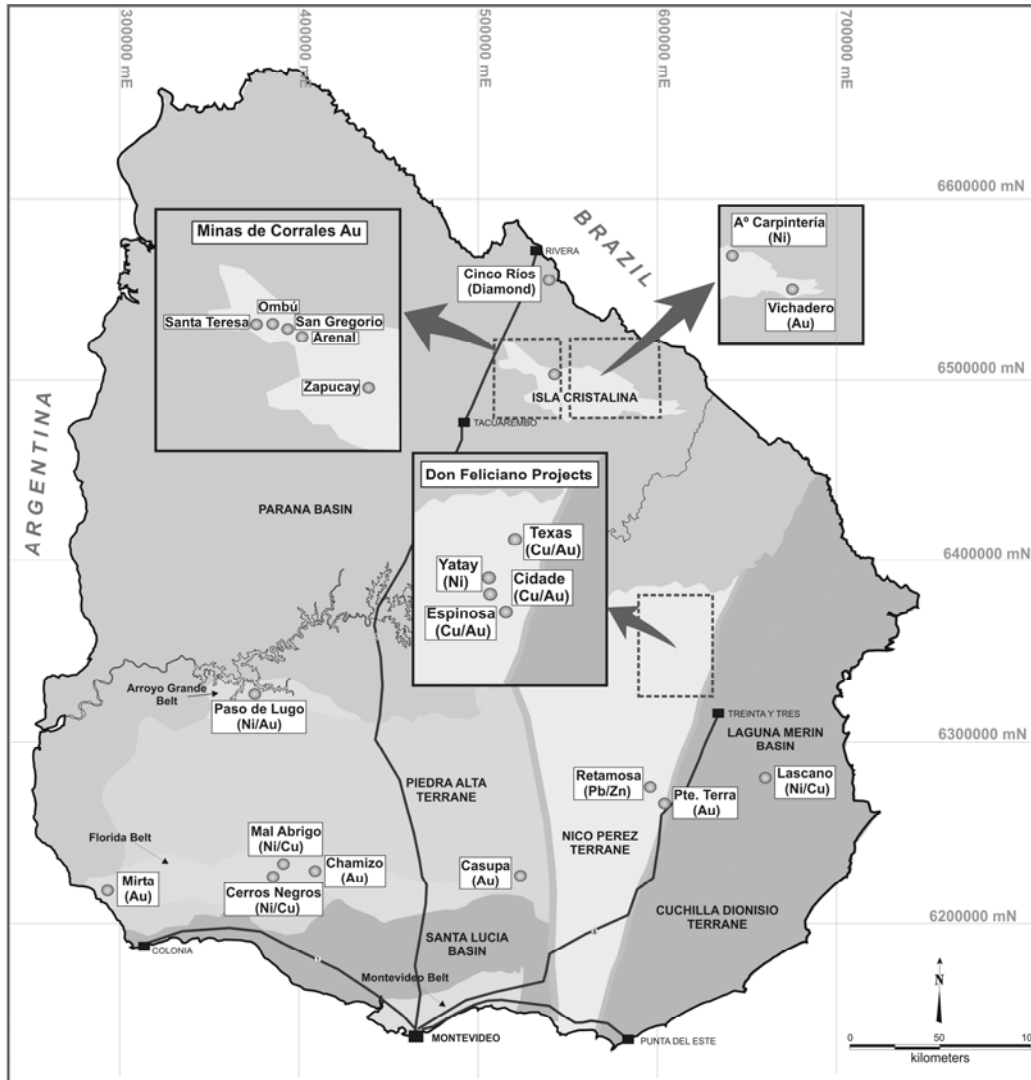 300000 mE
400000 mE
500000 mE
600000 mE
700000 mE
6600000 mN
BRAZIL
Minas de Corrales Au
Ombú
Santa Teresa
San Gregorio
Arenal
Zapucay
RIVERA
Cinco Ríos
(Diamond)
Aº Carpintería
(Ni)
Vichadero
(Au)
6500000 mN
ISLA CRISTALINA
TACUAREMBO
ARGENTINA
PARANA BASIN
Don Feliciano Projects
Texas
(Cu/Au)
Yatay
(Ni)
Cidade
(Cu/Au)
Espinosa
(Cu/Au)
6400000 mN
Arroyo Grande
Belt
Paso de Lugo
(Ni/Au)
TREINTA Y TRES
LAGUNA MERIN
BASIN
6300000 mN
PIEDRA ALTA
TERRANE
Retamosa
(Pb/Zn)
Pte. Terra
(Au)
Lascano
(Ni/Cu)
NICO PEREZ
TERRANE
Florida Belt
Mal Abrigo
(Ni/Cu)
Chamizo
(Au)
Mirta
(Au)
Cerros Negros
(Ni/Cu)
Casupa
(Au)
CUCHILLA DIONISIO
TERRANE
6200000 mN
COLONIA
SANTA LUCIA
BASIN
Montevideo Belt
MONTEVIDEO
PUNTA DEL ESTE
N
0 50 10
kilometers